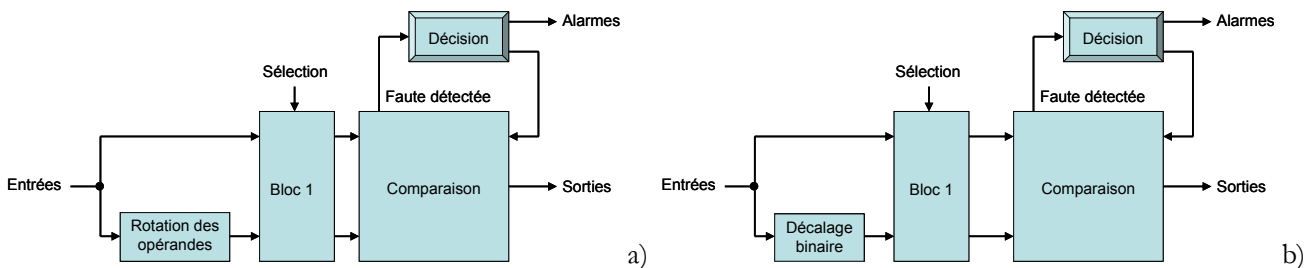 Alarmes
Décision
Sélection
Faute détectée
Entrées
Bloc 1
Comparaison
Sorties
Rotation des
opérandes
a)
Alarmes
Décision
Sélection
Faute détectée
Entrées
Bloc 1
Comparaison
Sorties
Décalage
binaire
b)